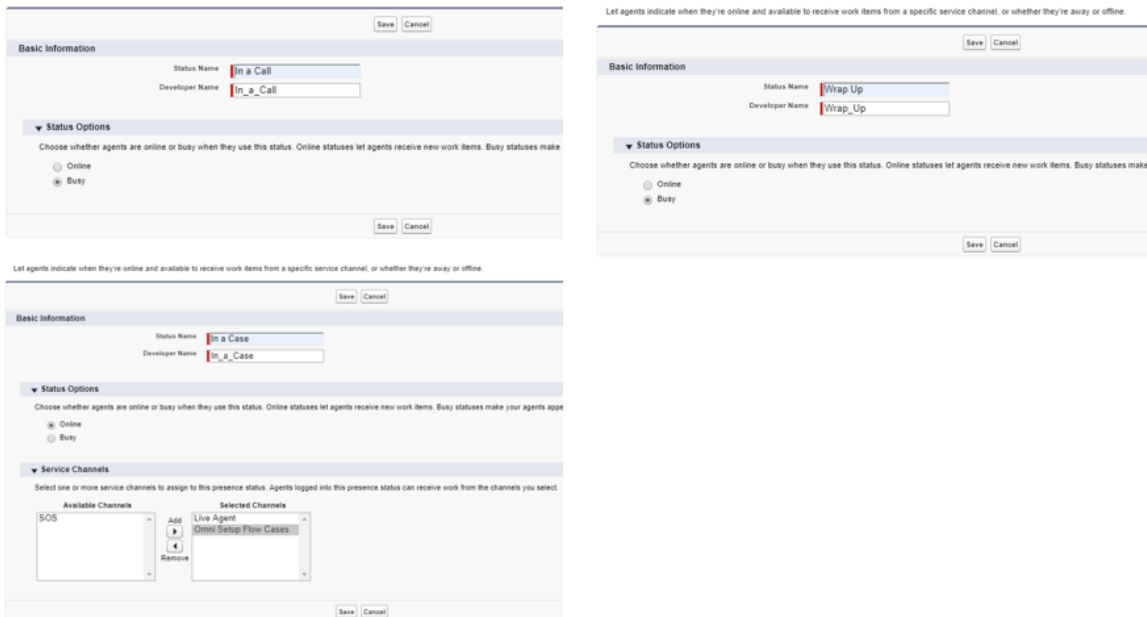 Save Cancel
Basic Information
Status Name In a Call
Developer Name In_a_Call
Status Options
Choose whether agents are online or busy when they use this status. Online statuses let agents receive new work items. Busy statuses make
Online
Busy
Save Cancel
Let agents indicate when they're online and available to receive work items from a specific service channel, or whether they're away or offline.
Save Cancel
Basic Information
Status Name Wrap Up
Developer Name Wrap_Up
Status Options
Choose whether agents are online or busy when they use this status. Online statuses let agents receive new work items. Busy statuses make
Online
Busy
Save Cancel
Let agents indicate when they're online and available to receive work items from a specific service channel, or whether they're away or offline.
Save Cancel
Basic Information
Status Name In a Case
Developer Name In_a_Case
Status Options
Choose whether agents are online or busy when they use this status. Online statuses let agents receive new work items. Busy statuses make your agents appe
Online
Busy
Service Channels
Select one or more service channels to assign to this presence status. Agents logged into this presence status can receive work from the channels you select.
Available Channels Selected Channels
SOS Add Live Agent
Omni Setup Flow Cases
Remove
Save Cancel